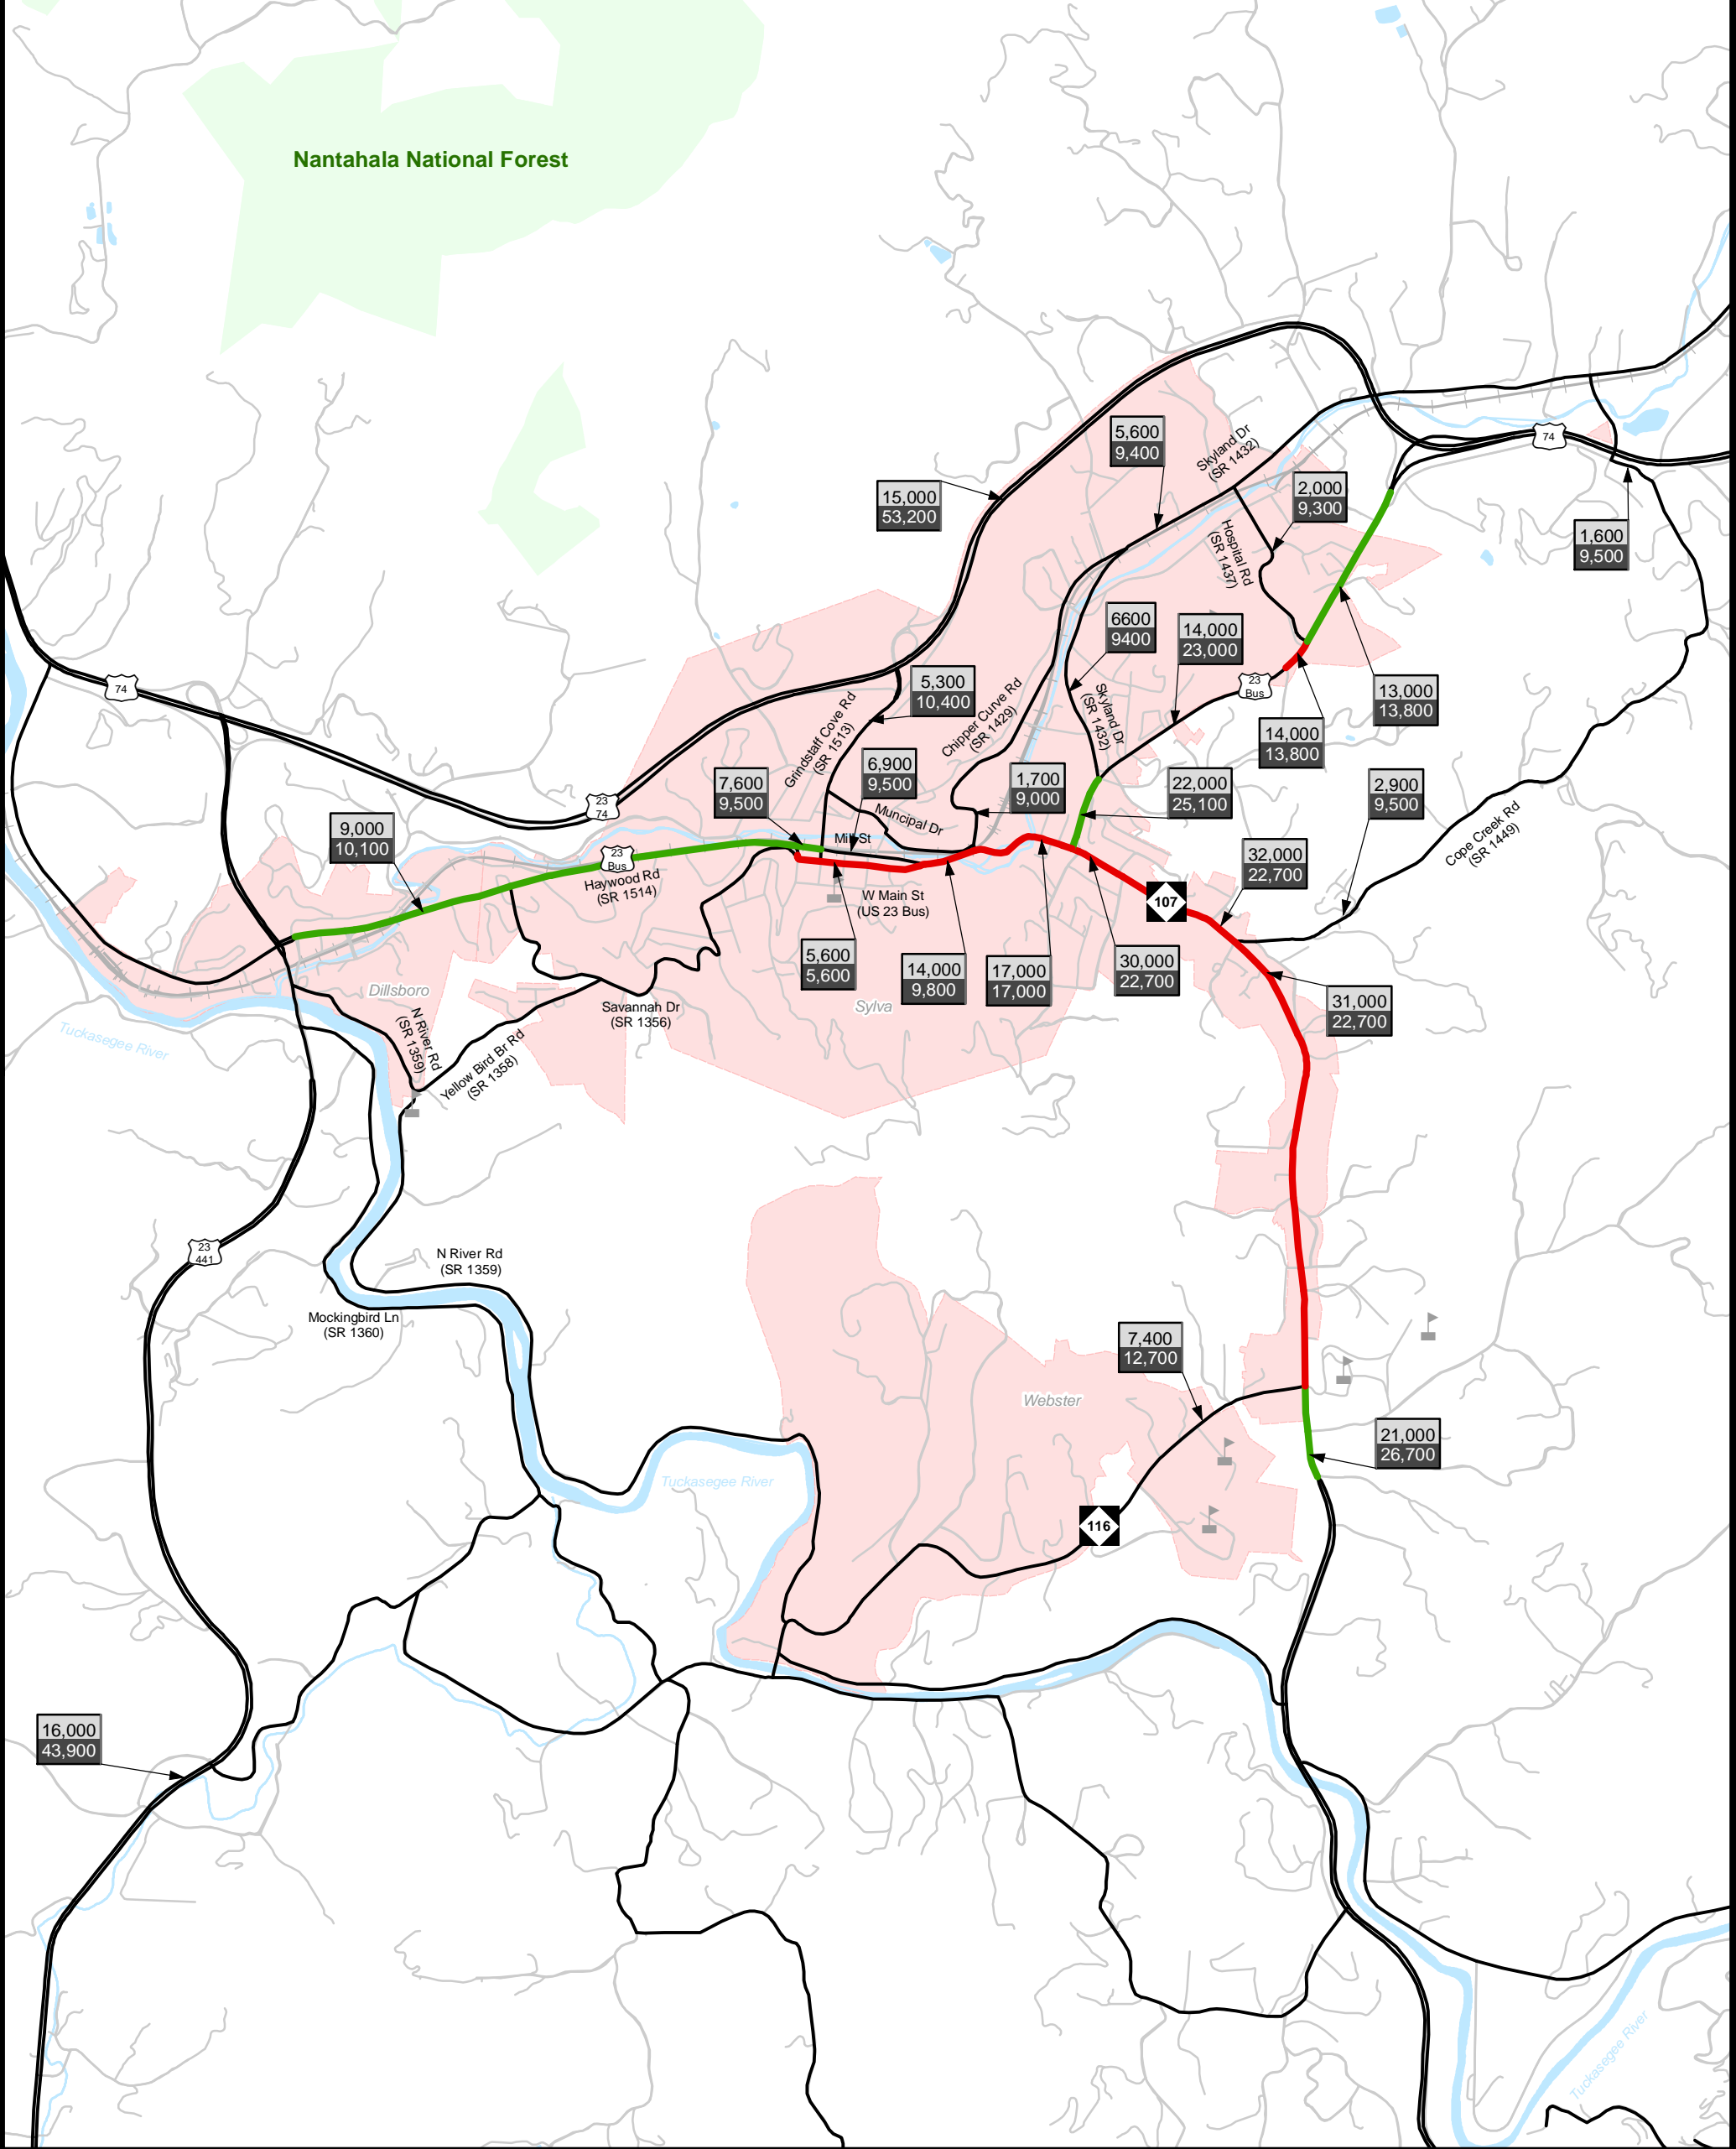 Nantahala National Forest
5,600
9,400
Skyland Dr
(SR 1432)
74
15,000
53,200
2,000
9,300
1,600
9,500
Hospital Rd
(SR 1437)
6600
9400
14,000
23,000
74
5,300
10,400
23
Bus
13,000
13,800
Grindstaff Cove Rd
(SR 1513)
Chipper Curve Rd
(SR 1429)
Skyland Dr
(SR 1432)
14,000
13,800
6,900
9,500
7,600
9,500
1,700
9,000
22,000
25,100
2,900
9,500
23
74
9,000
10,100
Muncipal Dr
Mill St
Cope Creek Rd
(SR 1449)
23
Bus
Haywood Rd
(SR 1514)
32,000
22,700
W Main St
(US 23 Bus)
107
5,600
5,600
14,000
9,800
17,000
17,000
30,000
22,700
Dillsboro
Savannah Dr
(SR 1356)
Sylva
31,000
22,700
Tuckasegee River
N River Rd
(SR 1359)
Yellow Bird Br Rd
(SR 1358)
23
441
N River Rd
(SR 1359)
Mockingbird Ln
(SR 1360)
7,400
12,700
Webster
21,000
26,700
Tuckasegee River
116
16,000
43,900
Tuckasegee River